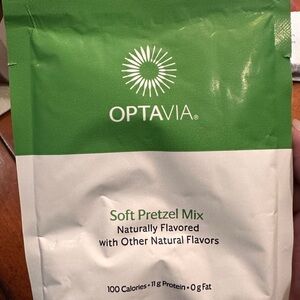 OPTAVIA®
Soft Pretzel Mix
Naturally Flavored
with Other Natural Flavors
100 Calories • 11 g Protein • 0 g Fat